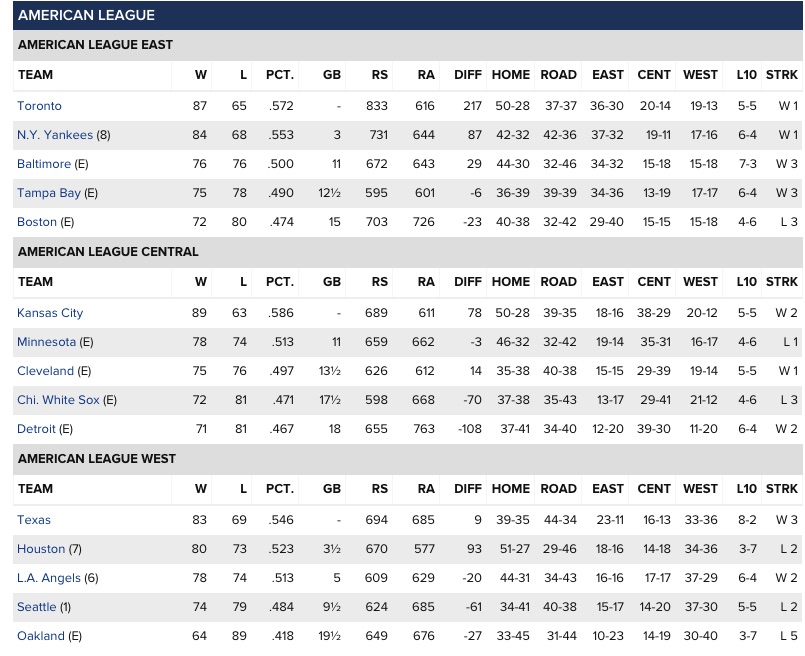 AMERICAN LEAGUE
AMERICAN LEAGUE EAST
TEAM W L PCT. GB RS RA DIFF HOME ROAD EAST CENT WEST L10 STRK
Toronto 87 65 .572 - 833 616 217 50-28 37-37 36-30 20-14 19-13 5-5 W 1
N.Y. Yankees (8) 84 68 .553 3 731 644 87 42-32 42-36 37-32 19-11 17-16 6-4 W 1
Baltimore (E) 76 76 .500 11 672 643 29 44-30 32-46 34-32 15-18 15-18 7-3 W 3
Tampa Bay (E) 75 78 .490 12½ 595 601 -6 36-39 39-39 34-36 13-19 17-17 6-4 W 3
Boston (E) 72 80 .474 15 703 726 -23 40-38 32-42 29-40 15-15 15-18 4-6 L 3
AMERICAN LEAGUE CENTRAL
TEAM W L PCT. GB RS RA DIFF HOME ROAD EAST CENT WEST L10 STRK
Kansas City 89 63 .586 - 689 611 78 50-28 39-35 18-16 38-29 20-12 5-5 W 2
Minnesota (E) 78 74 .513 11 659 662 -3 46-32 32-42 19-14 35-31 16-17 4-6 L 1
Cleveland (E) 75 76 .497 13½ 626 612 14 35-38 40-38 15-15 29-39 19-14 5-5 W 1
Chi. White Sox (E) 72 81 .471 17½ 598 668 -70 37-38 35-43 13-17 29-41 21-12 4-6 L 3
Detroit (E) 71 81 .467 18 655 763 -108 37-41 34-40 12-20 39-30 11-20 6-4 W 2
AMERICAN LEAGUE WEST
TEAM W L PCT. GB RS RA DIFF HOME ROAD EAST CENT WEST L10 STRK
Texas 83 69 .546 - 694 685 9 39-35 44-34 23-11 16-13 33-36 8-2 W 3
Houston (7) 80 73 .523 3½ 670 577 93 51-27 29-46 18-16 14-18 34-36 3-7 L 2
L.A. Angels (6) 78 74 .513 5 609 629 -20 44-31 34-43 16-16 17-17 37-29 6-4 W 2
Seattle (1) 74 79 .484 9½ 624 685 -61 34-41 40-38 15-17 14-20 37-30 5-5 L 2
Oakland (E) 64 89 .418 19½ 649 676 -27 33-45 31-44 10-23 14-19 30-40 3-7 L 5